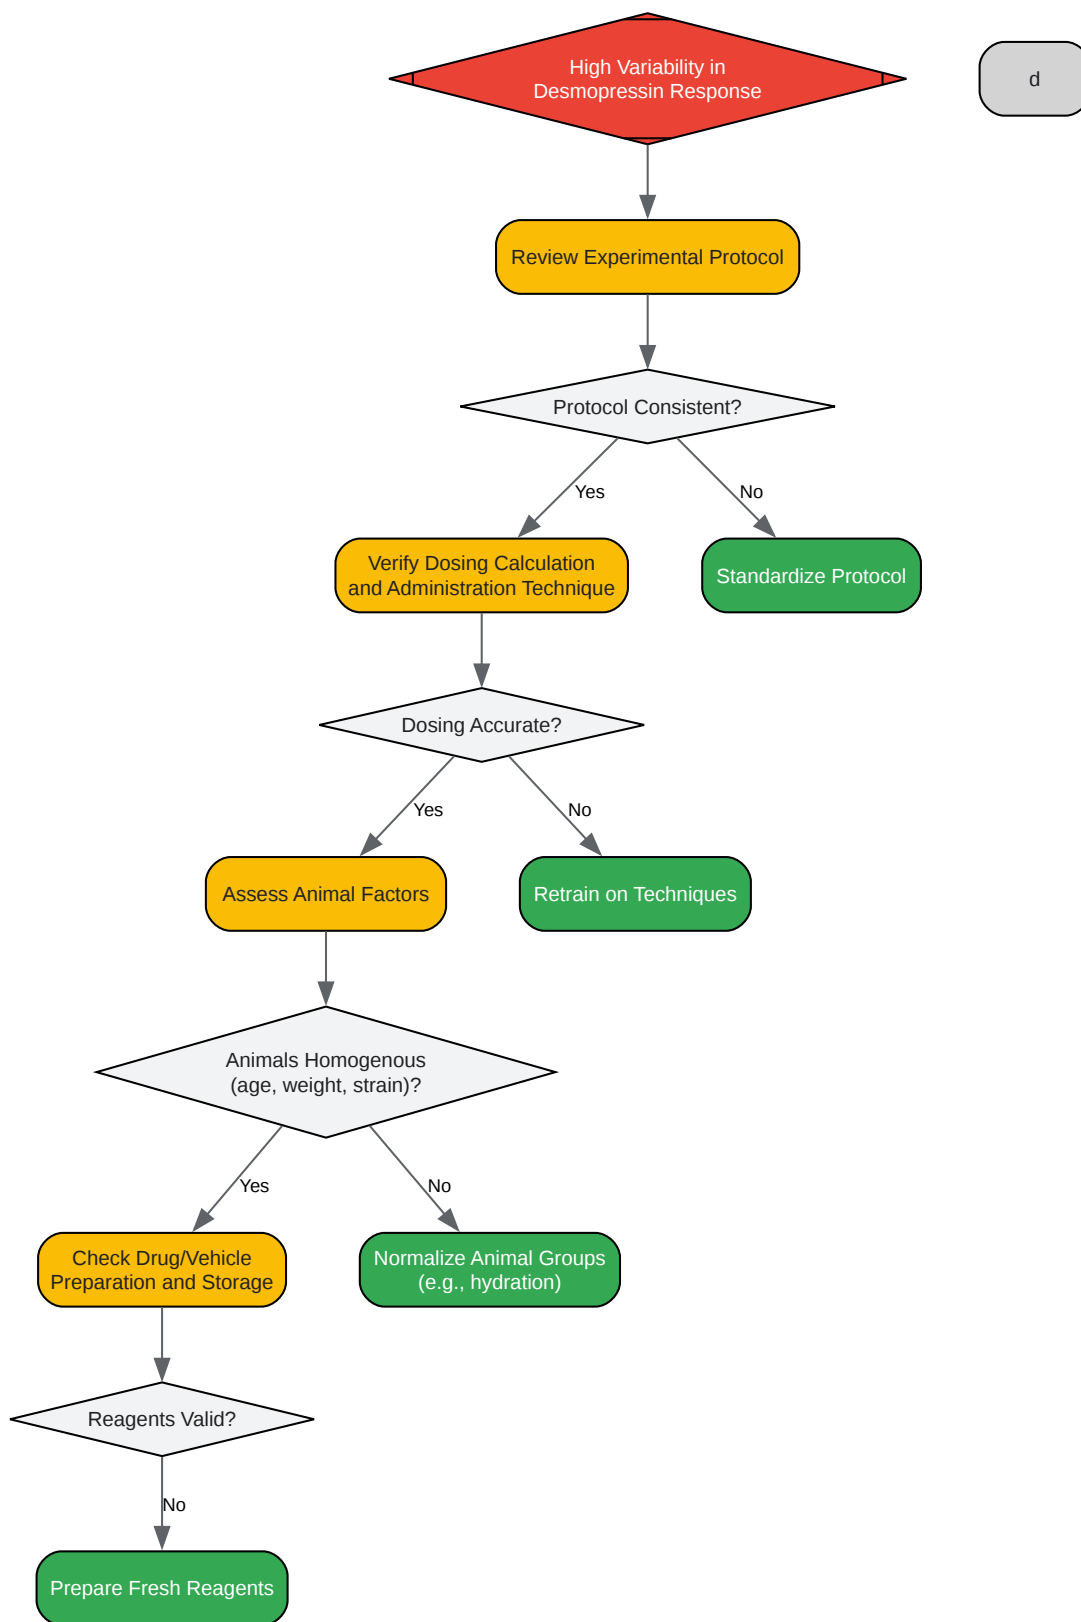 High Variability in
Desmopressin Response
d
Review Experimental Protocol
Protocol Consistent?
Yes
No
Verify Dosing Calculation
and Administration Technique
Standardize Protocol
Dosing Accurate?
Yes
No
Assess Animal Factors
Retrain on Techniques
Animals Homogenous
(age, weight, strain)?
Yes
No
Check Drug/Vehicle
Preparation and Storage
Normalize Animal Groups
(e.g., hydration)
Reagents Valid?
No
Prepare Fresh Reagents